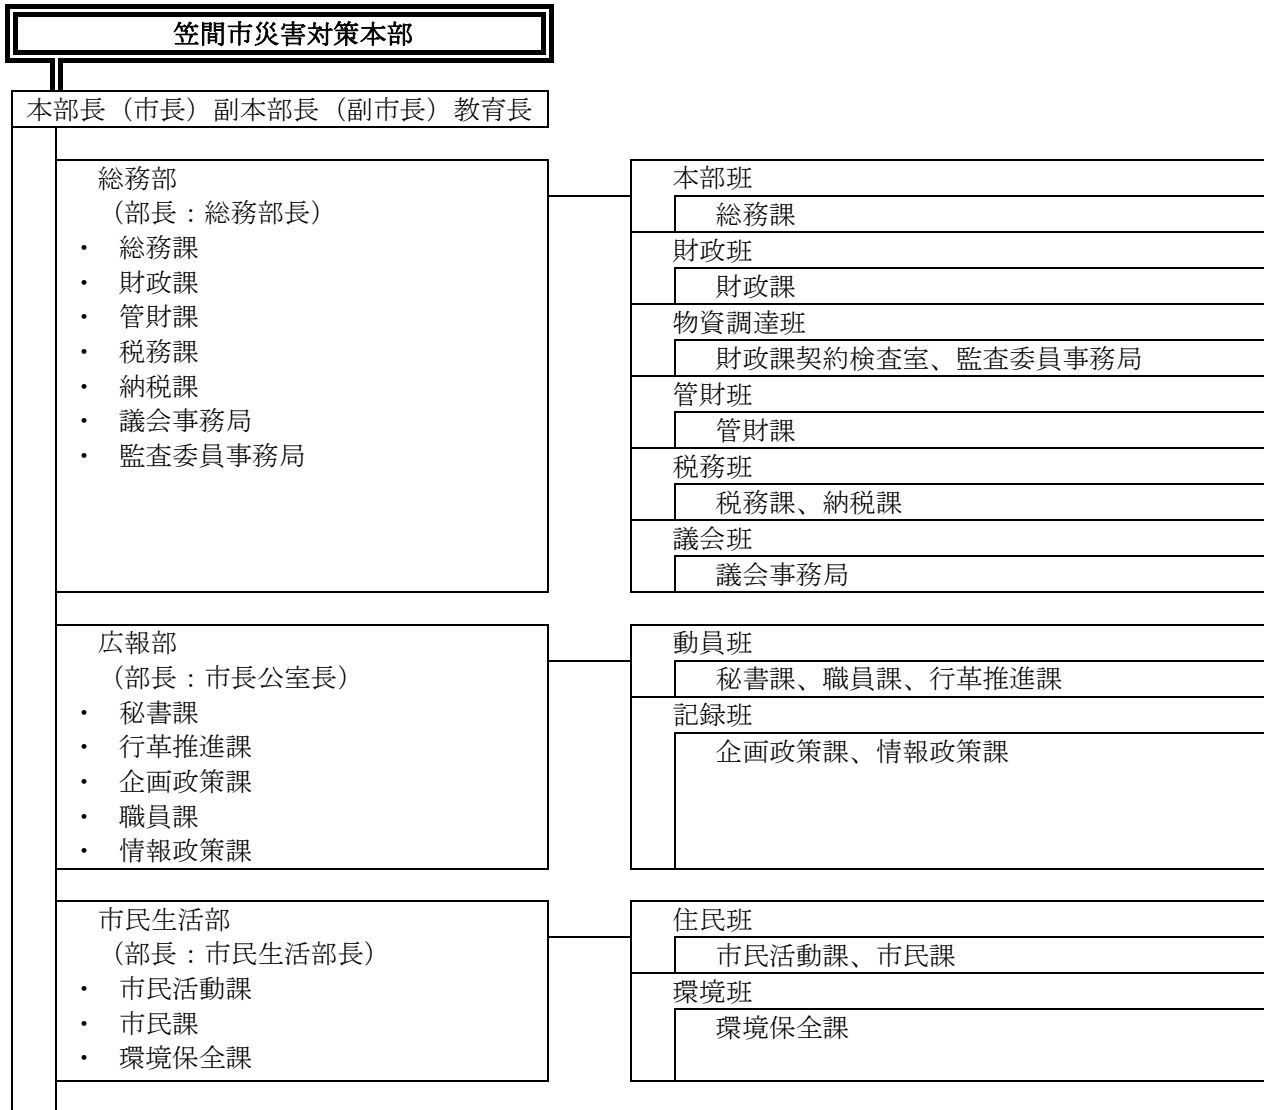 笠間市災害対策本部
本部長（市長）副本部長（副市長）教育長
総務部
（部長：総務部長）
・ 総務課
・ 財政課
・ 管財課
・ 税務課
・ 納税課
・ 議会事務局
・ 監査委員事務局
本部班
総務課
財政班
財政課
物資調達班
財政課契約検査室、監査委員事務局
管財班
管財課
税務班
税務課、納税課
議会班
議会事務局
広報部
（部長：市長公室長）
・ 秘書課
・ 行革推進課
・ 企画政策課
・ 職員課
・ 情報政策課
動員班
秘書課、職員課、行革推進課
記録班
企画政策課、情報政策課
市民生活部
（部長：市民生活部長）
・ 市民活動課
・ 市民課
・ 環境保全課
住民班
市民活動課、市民課
環境班
環境保全課